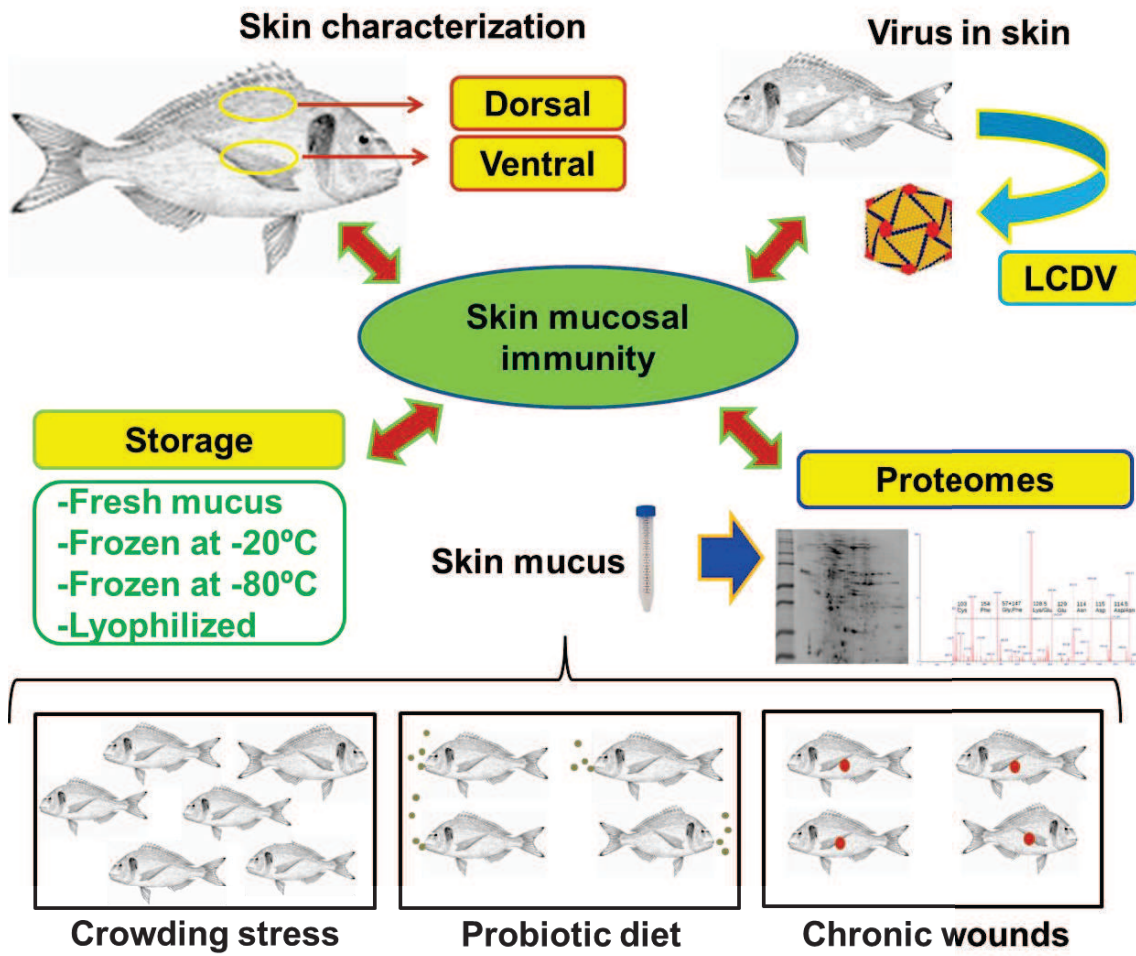 Skin characterization
Virus in skin
Dorsal
Ventral
LCDV
Skin mucosal
immunity
Storage
-Fresh mucus
-Frozen at -20ºC
-Frozen at -80ºC
-Lyophilized
Proteomes
Skin mucus
Crowding stress
Probiotic diet
Chronic wounds